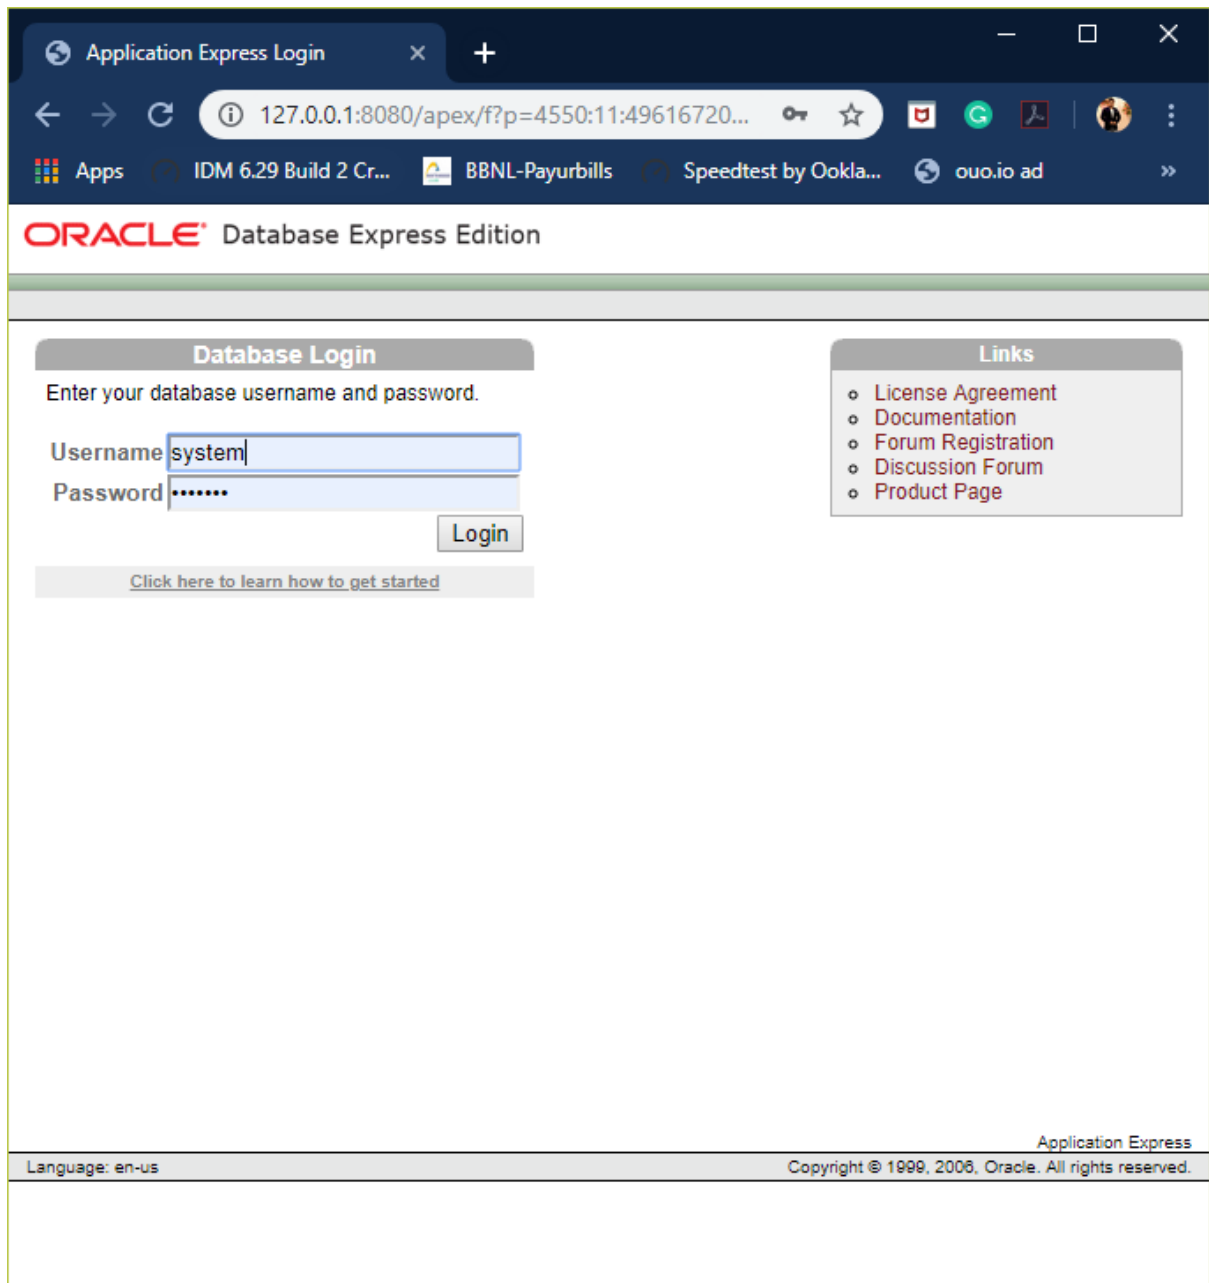 Application Express Login
127.0.0.1:8080/apex/f?p=4550:11:49616720...
Apps IDM 6.29 Build 2 Cr... BBNL-Payurbills Speedtest by Ookla... ouo.io ad »
ORACLE Database Express Edition
Database Login
Enter your database username and password.
Username system
Password •••••••
Login
Click here to learn how to get started
Links
License Agreement
Documentation
Forum Registration
Discussion Forum
Product Page
Application Express
Language: en-us
Copyright © 1999, 2006, Oracle. All rights reserved.